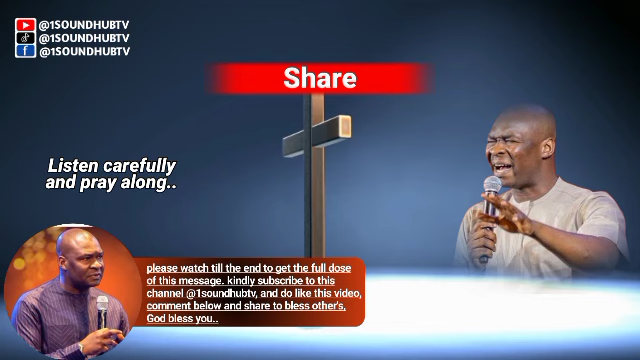 @1SOUNDHUBTV
@1SOUNDHUBTV
@1SOUNDHUBTV
Share
Listen carefully
and pray along..
please watch till the end to get the full dose
of this message. kindly subscribe to this
channel @1soundhubtv, and do like this video,
comment below and share to bless other's,
God bless you..